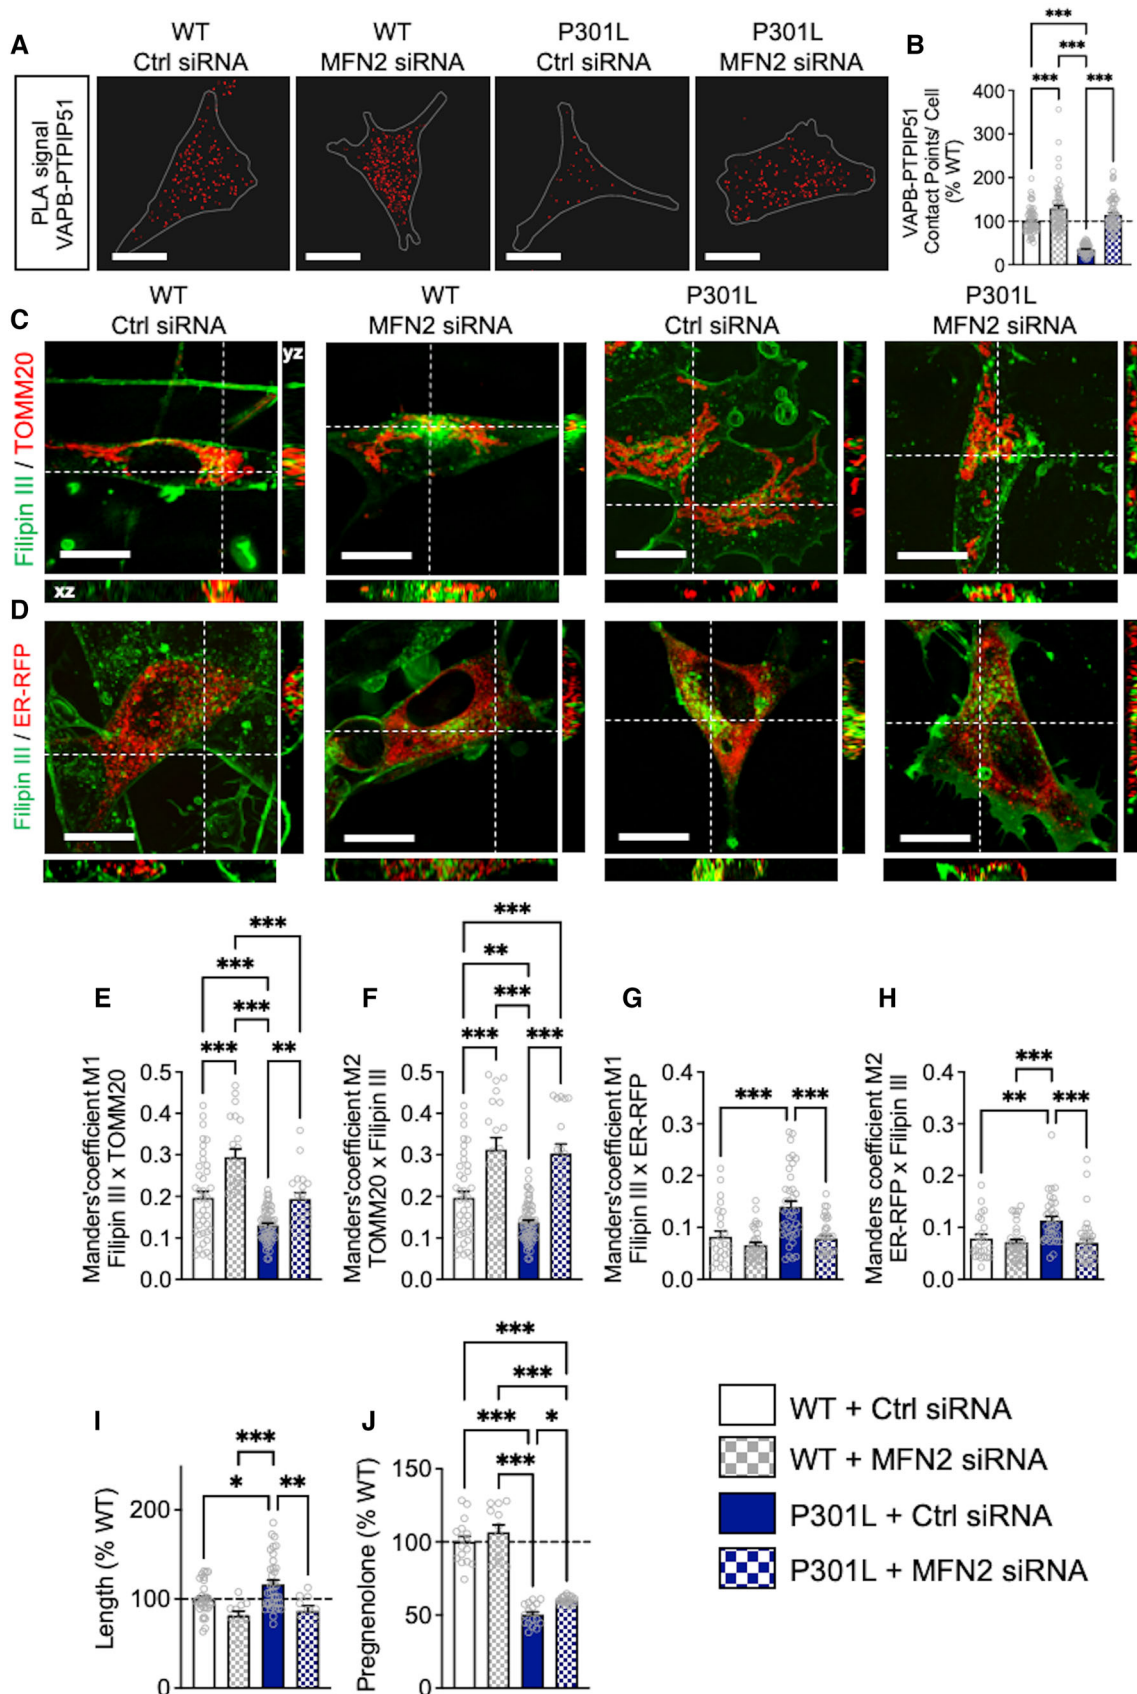 A
WT
Ctrl siRNA
WT
MFN2 siRNA
P301L
Ctrl siRNA
P301L
MFN2 siRNA
PLA signal
VAPB-PTPIP51
B
***
***
*** ***
VAPB-PTPIP51
Contact Points/ Cell
(% WT)
400
300
200
100
0
C
WT
Ctrl siRNA
WT
MFN2 siRNA
P301L
Ctrl siRNA
P301L
MFN2 siRNA
Filipin III / TOMM20
yz
xz
D
Filipin III / ER-RFP
E
***
***
***
*** **
Manders'coefficient M1
Filipin III x TOMM20
0.5
0.4
0.3
0.2
0.1
0.0
F
***
**
***
*** ***
Manders'coefficient M2
TOMM20 x Filipin III
0.5
0.4
0.3
0.2
0.1
0.0
G
*** ***
Manders'coefficient M1
Filipin III x ER-RFP
0.4
0.3
0.2
0.1
0.0
H
***
** ***
Manders coefficient M2
ER-RFP x Filipin III
0.4
0.3
0.2
0.1
0.0
I
***
* **
Length (% WT)
200
100
0
J
***
***
*** *
***
Pregnenolone (% WT)
150
100
50
0
WT + Ctrl siRNA
WT + MFN2 siRNA
P301L + Ctrl siRNA
P301L + MFN2 siRNA